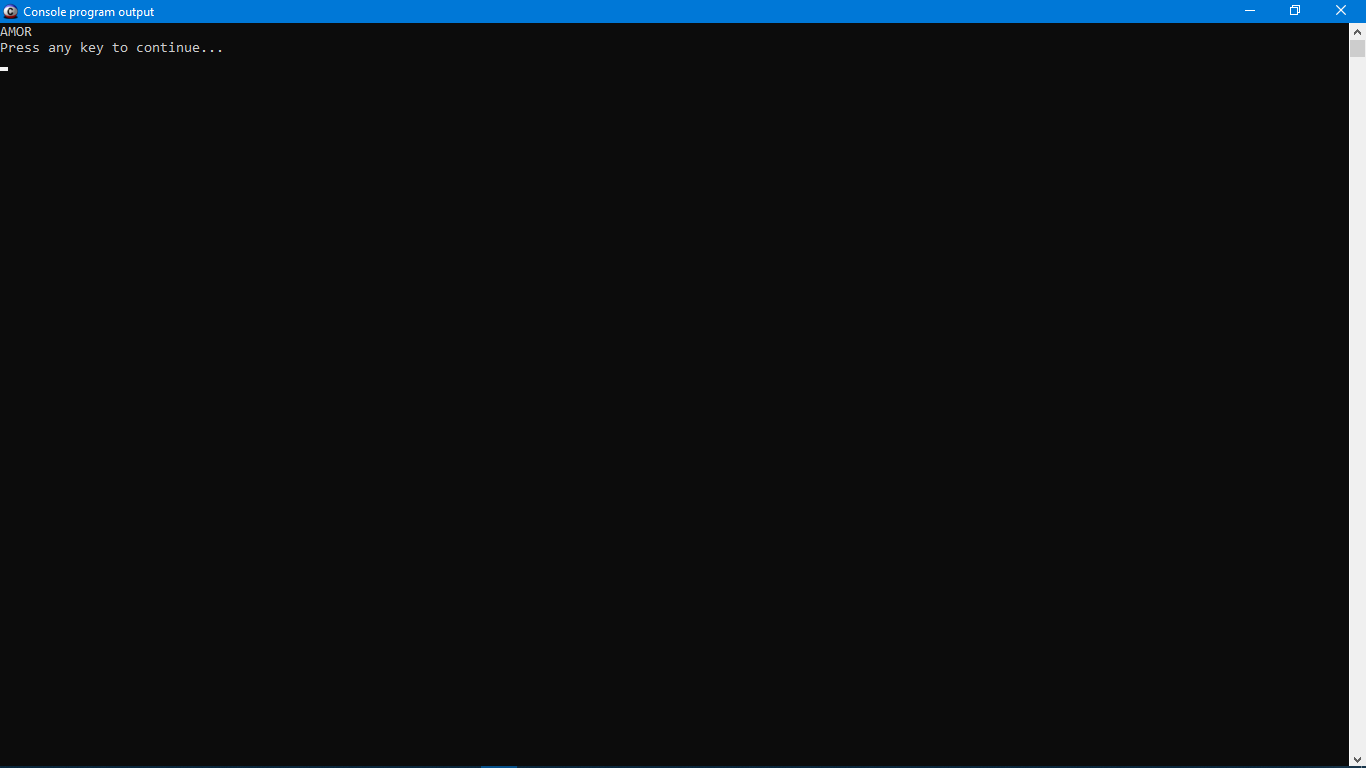 Console program output
AMOR
Press any key to continue...